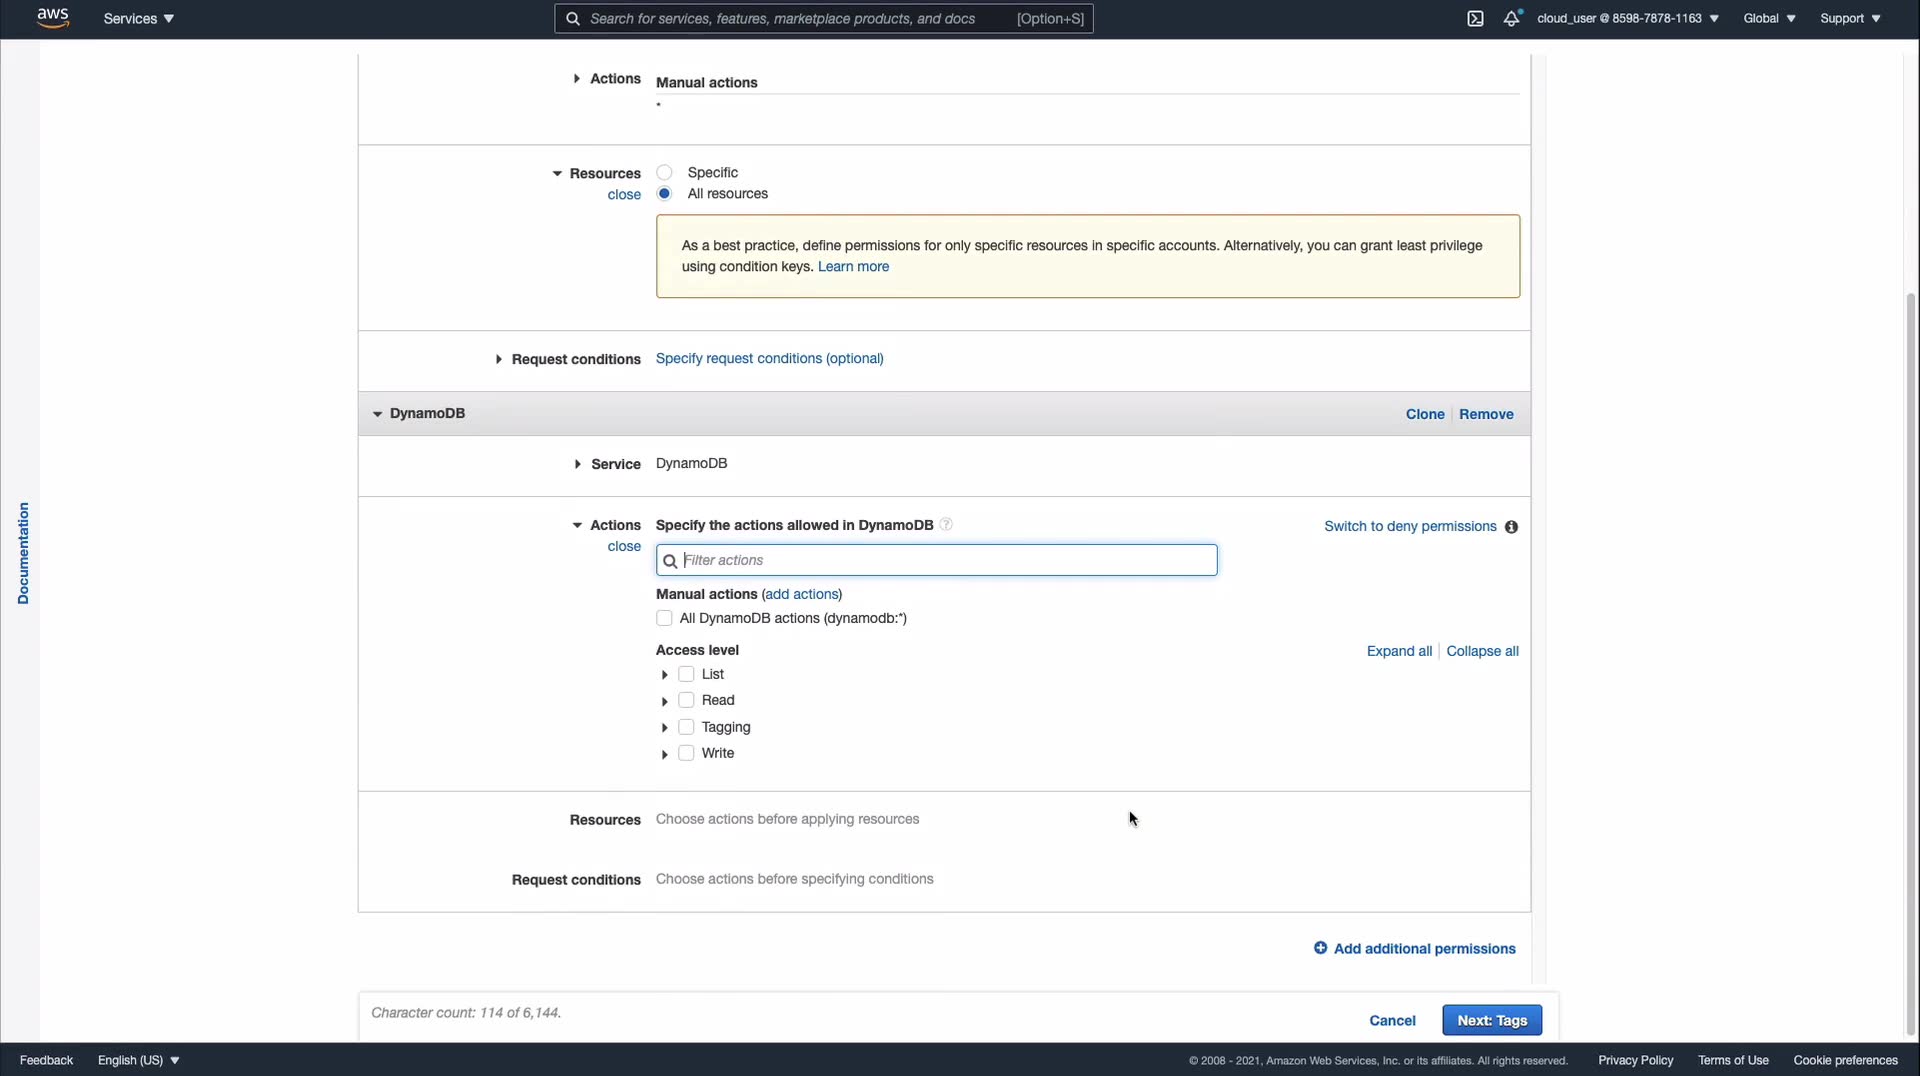 aws
Services
Search for services, features, marketplace products, and docs
[Option+S]
cloud_user @ 8598-7878-1163
Global
Support
Actions
Manual actions
*
Resources
close
Specific
All resources
As a best practice, define permissions for only specific resources in specific accounts. Alternatively, you can grant least privilege
using condition keys. Learn more
Request conditions
Specify request conditions (optional)
DynamoDB
Clone
Remove
Service
DynamoDB
Documentation
Actions
close
Specify the actions allowed in DynamoDB
Switch to deny permissions
Filter actions
Manual actions (add actions)
All DynamoDB actions (dynamodb:*)
Access level
Expand all
Collapse all
List
Read
Tagging
Write
Resources
Choose actions before applying resources
Request conditions
Choose actions before specifying conditions
Add additional permissions
Character count: 114 of 6,144.
Cancel
Next: Tags
Feedback
English (US)
© 2008 - 2021, Amazon Web Services, Inc. or its affiliates. All rights reserved.
Privacy Policy
Terms of Use
Cookie preferences